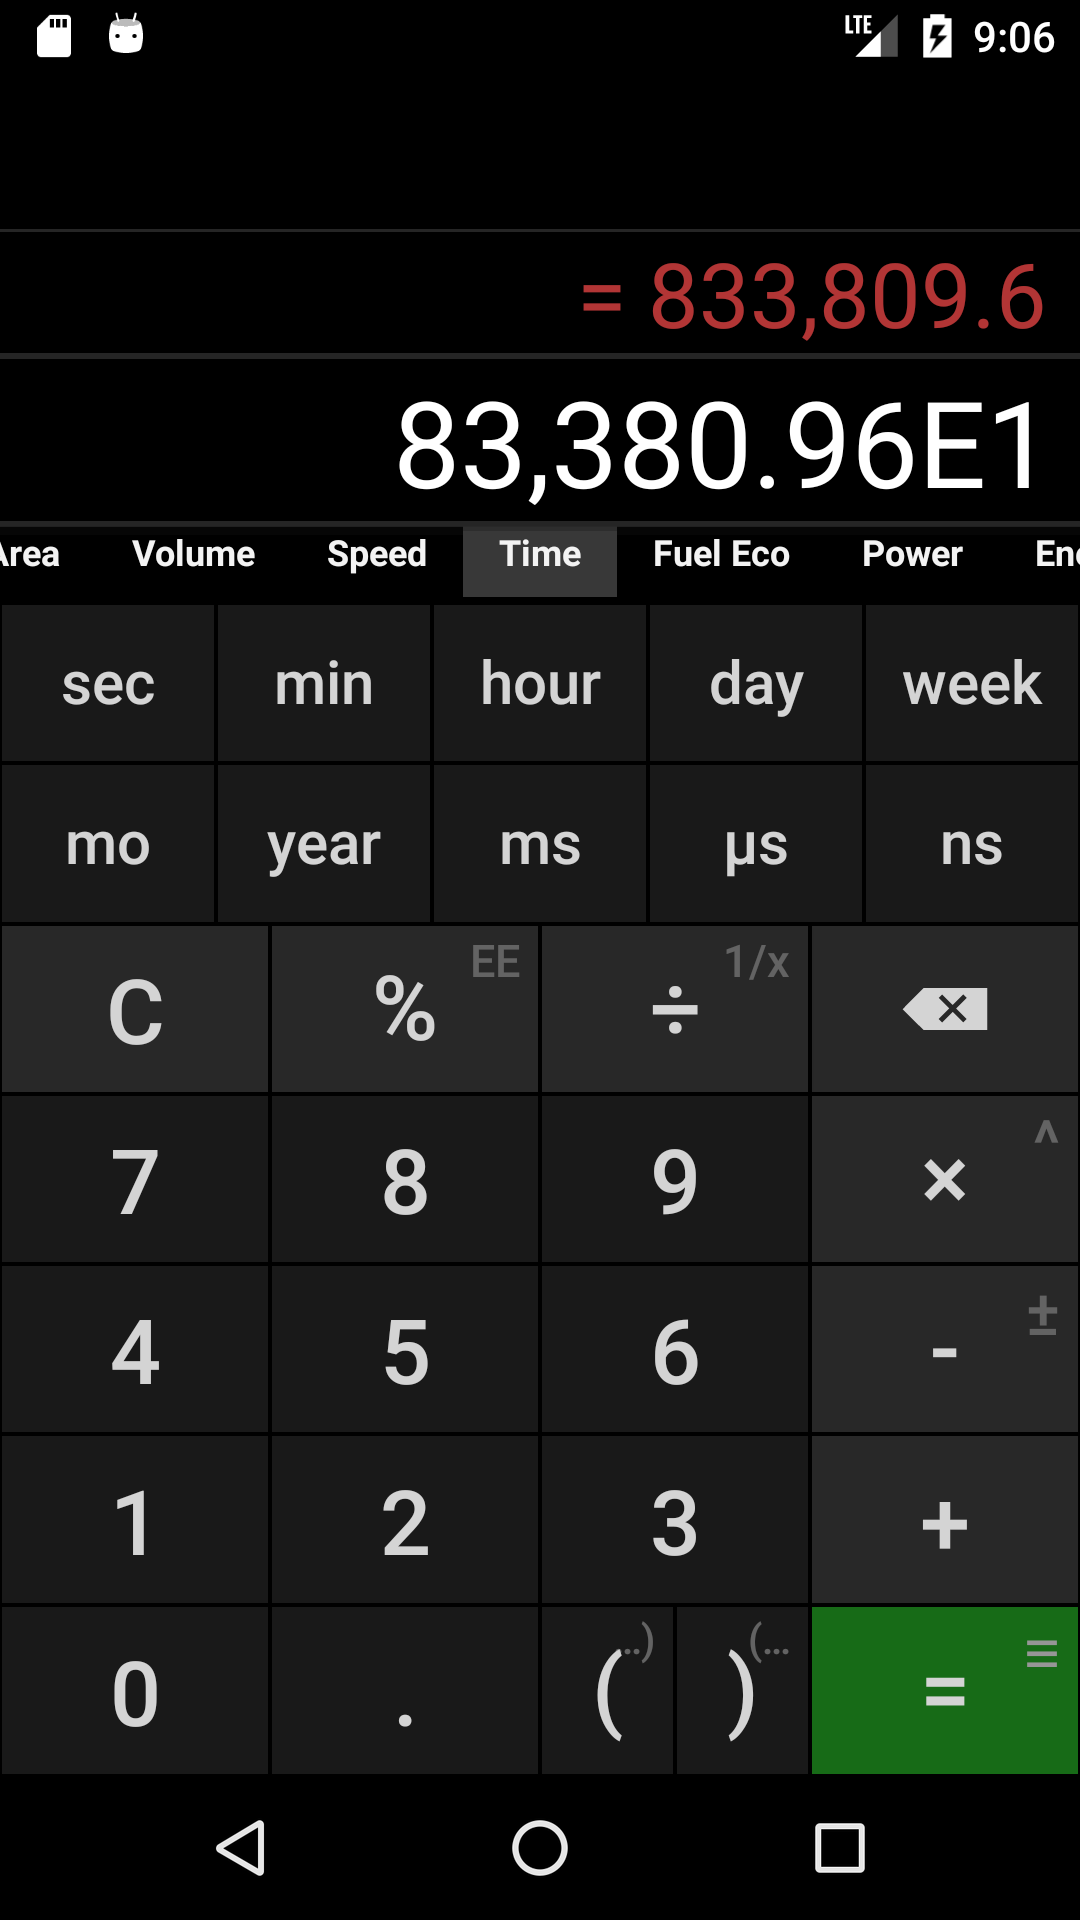 LTE 9:06
= 833,809.6
83,380.96E1
Area Volume Speed Time Fuel Eco Power
sec min hour day week
mo year ms µs ns
C % EE ÷ 1/x
7 8 9 × ^
4 5 6 - ±
1 2 3 +
0 . ( ..) ) (... = ≡